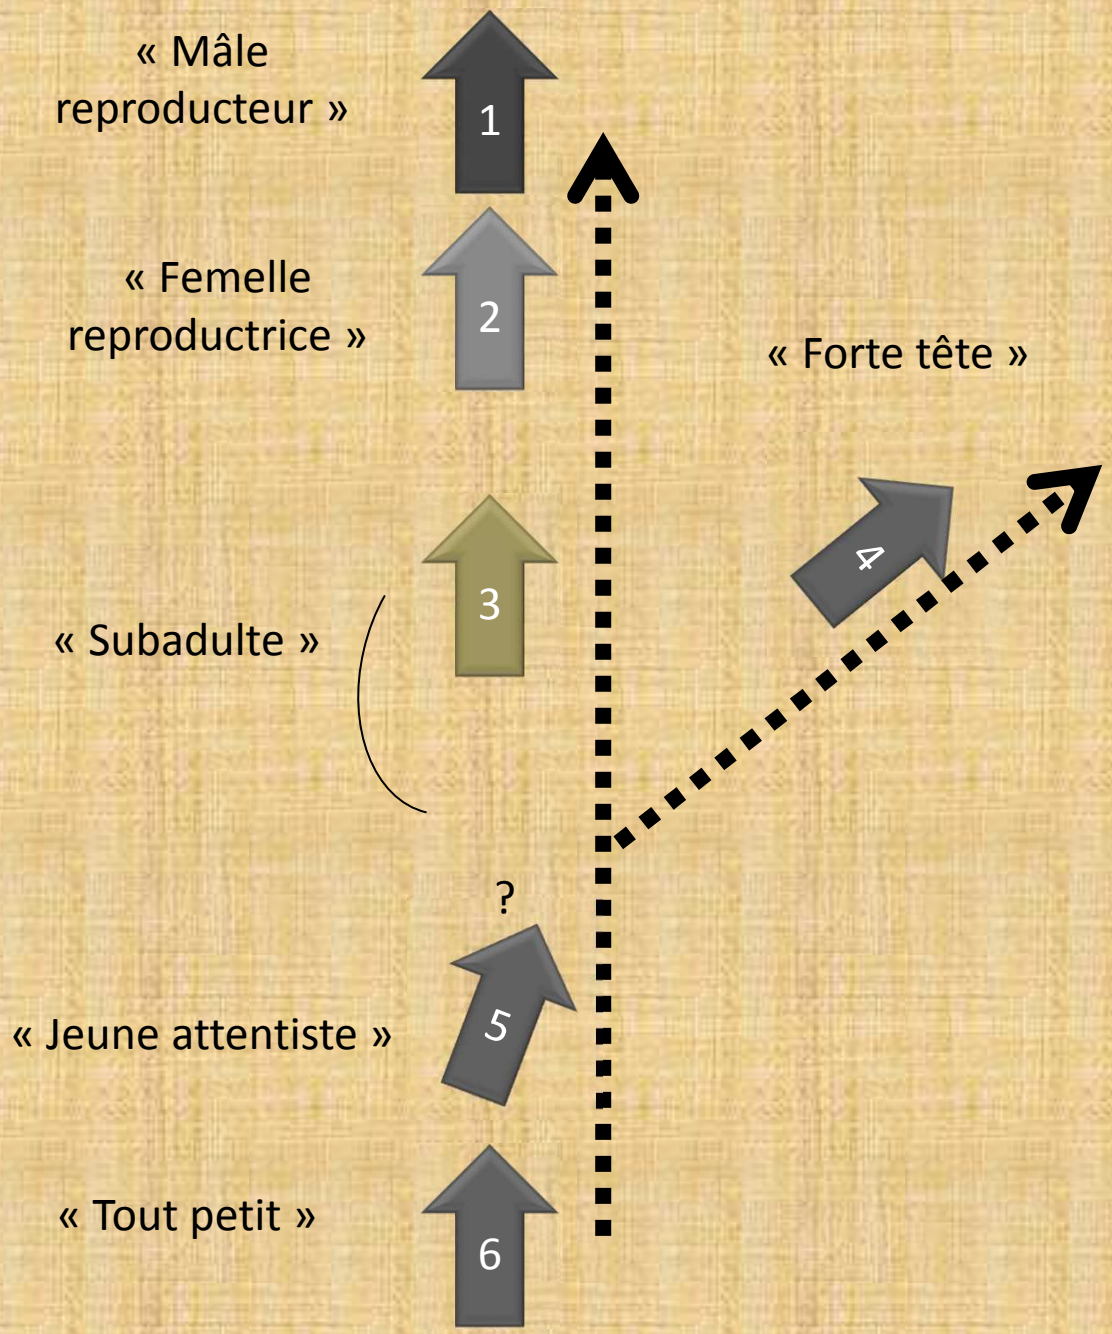 « Mâle
reproducteur »
1
« Femelle
reproductrice »
2
« Forte tête »
4
3
« Subadulte »
?
« Jeune attentiste »
5
« Tout petit »
6